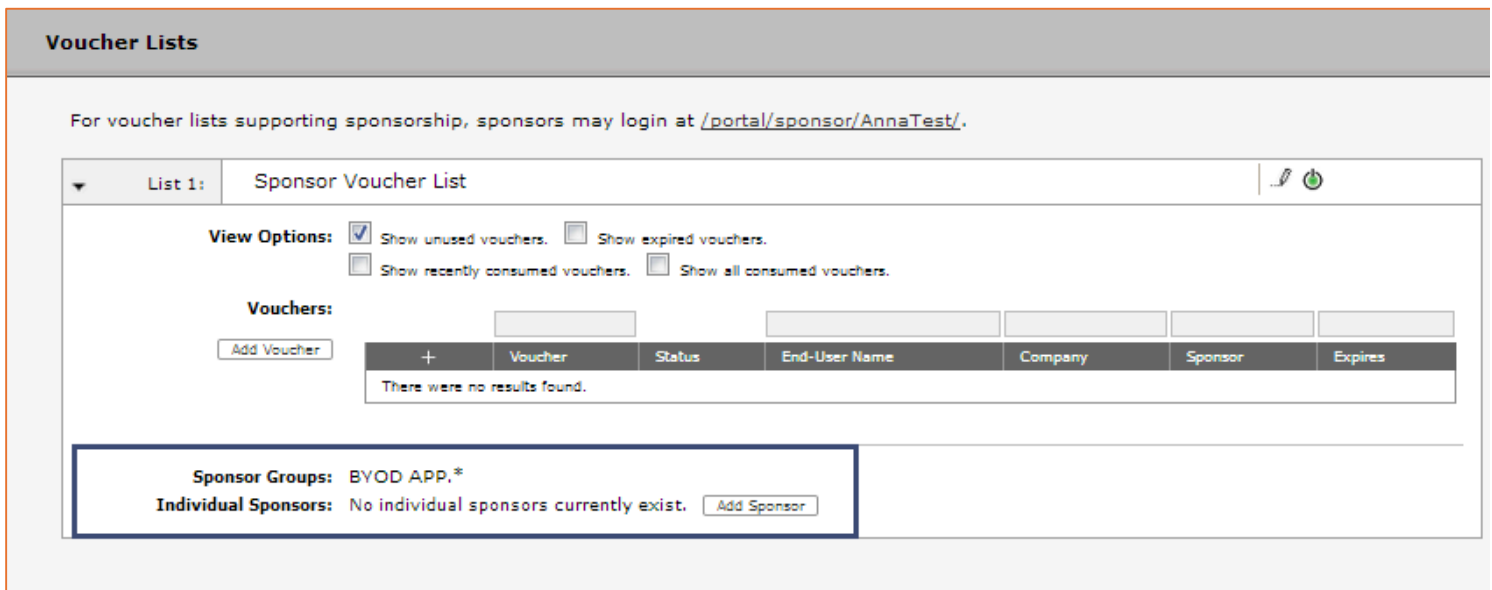 Voucher Lists
For voucher lists supporting sponsorship, sponsors may login at /portal/sponsor/AnnaTest/.
List 1: Sponsor Voucher List
View Options: Show unused vouchers. Show expired vouchers.
Show recently consumed vouchers. Show all consumed vouchers.
Vouchers:
Add Voucher
+ Voucher Status End-User Name Company Sponsor Expires
There were no results found.
Sponsor Groups: BYOD APP.*
Individual Sponsors: No individual sponsors currently exist. Add Sponsor